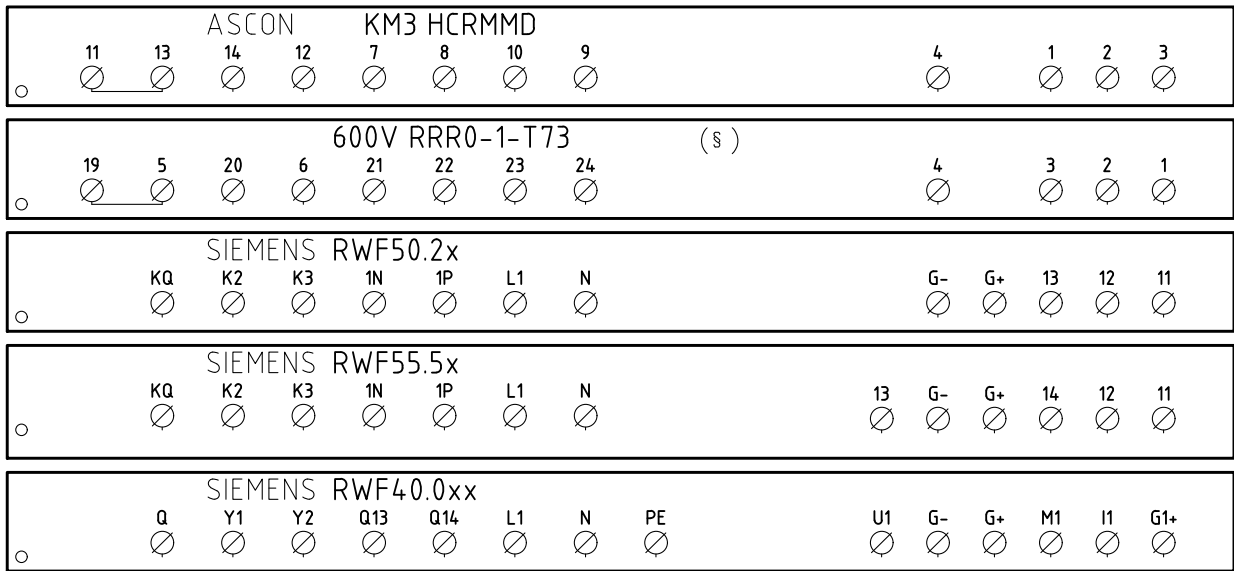 ASCON KM3 HCRMMD
11 13 14 12 7 8 10 9 4 1 2 3
600V RRR0-1-T73 (§)
19 5 20 6 21 22 23 24 4 3 2 1
SIEMENS RWF50.2x
KQ K2 K3 1N 1P L1 N G- G+ 13 12 11
SIEMENS RWF55.5x
KQ K2 K3 1N 1P L1 N 13 G- G+ 14 12 11
SIEMENS RWF40.0xx
Q Y1 Y2 Q13 Q14 L1 N PE U1 G- G+ M1 I1 G1+